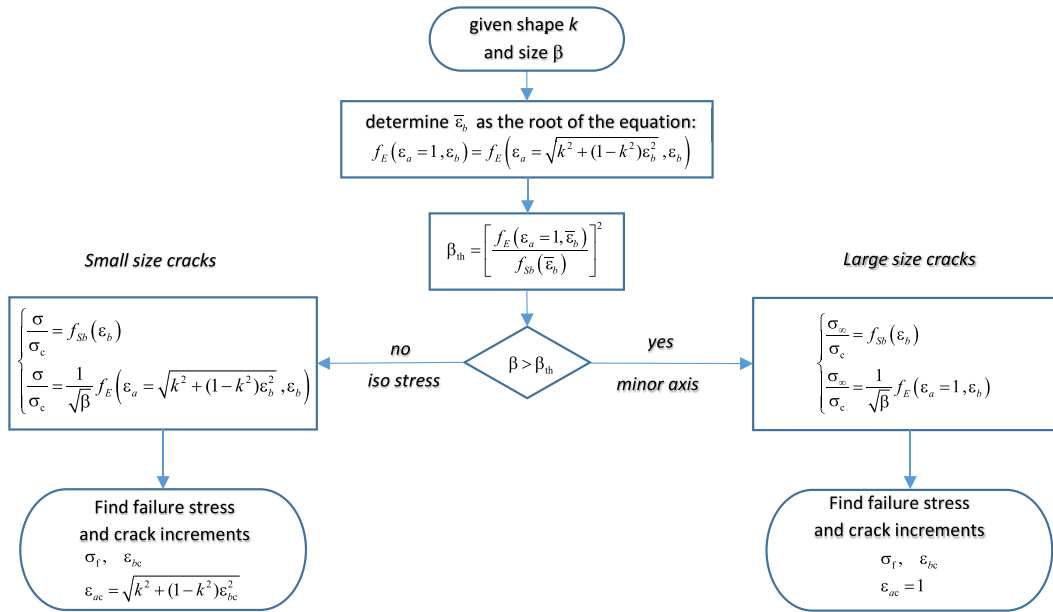 given shape k
and size β
determine ε̅_b as the root of the equation:
f_E(ε_a = 1, ε_b) = f_E(ε_a = √(k² + (1−k²)ε_b²), ε_b)
β_th = [f_E(ε_a = 1, ε̅_b) / f_Sb(ε̅_b)]²
Small size cracks
Large size cracks
{ σ/σ_c = f_Sb(ε_b)
σ/σ_c = 1/√β f_E(ε_a = √(k² + (1−k²)ε_b²), ε_b)
no
iso stress
β > β_th
yes
minor axis
{ σ_∞/σ_c = f_Sb(ε_b)
σ_∞/σ_c = 1/√β f_E(ε_a = 1, ε_b)
Find failure stress
and crack increments
σ_f, ε_bc
ε_ac = √(k² + (1−k²)ε_bc²)
Find failure stress
and crack increments
σ_f, ε_bc
ε_ac = 1